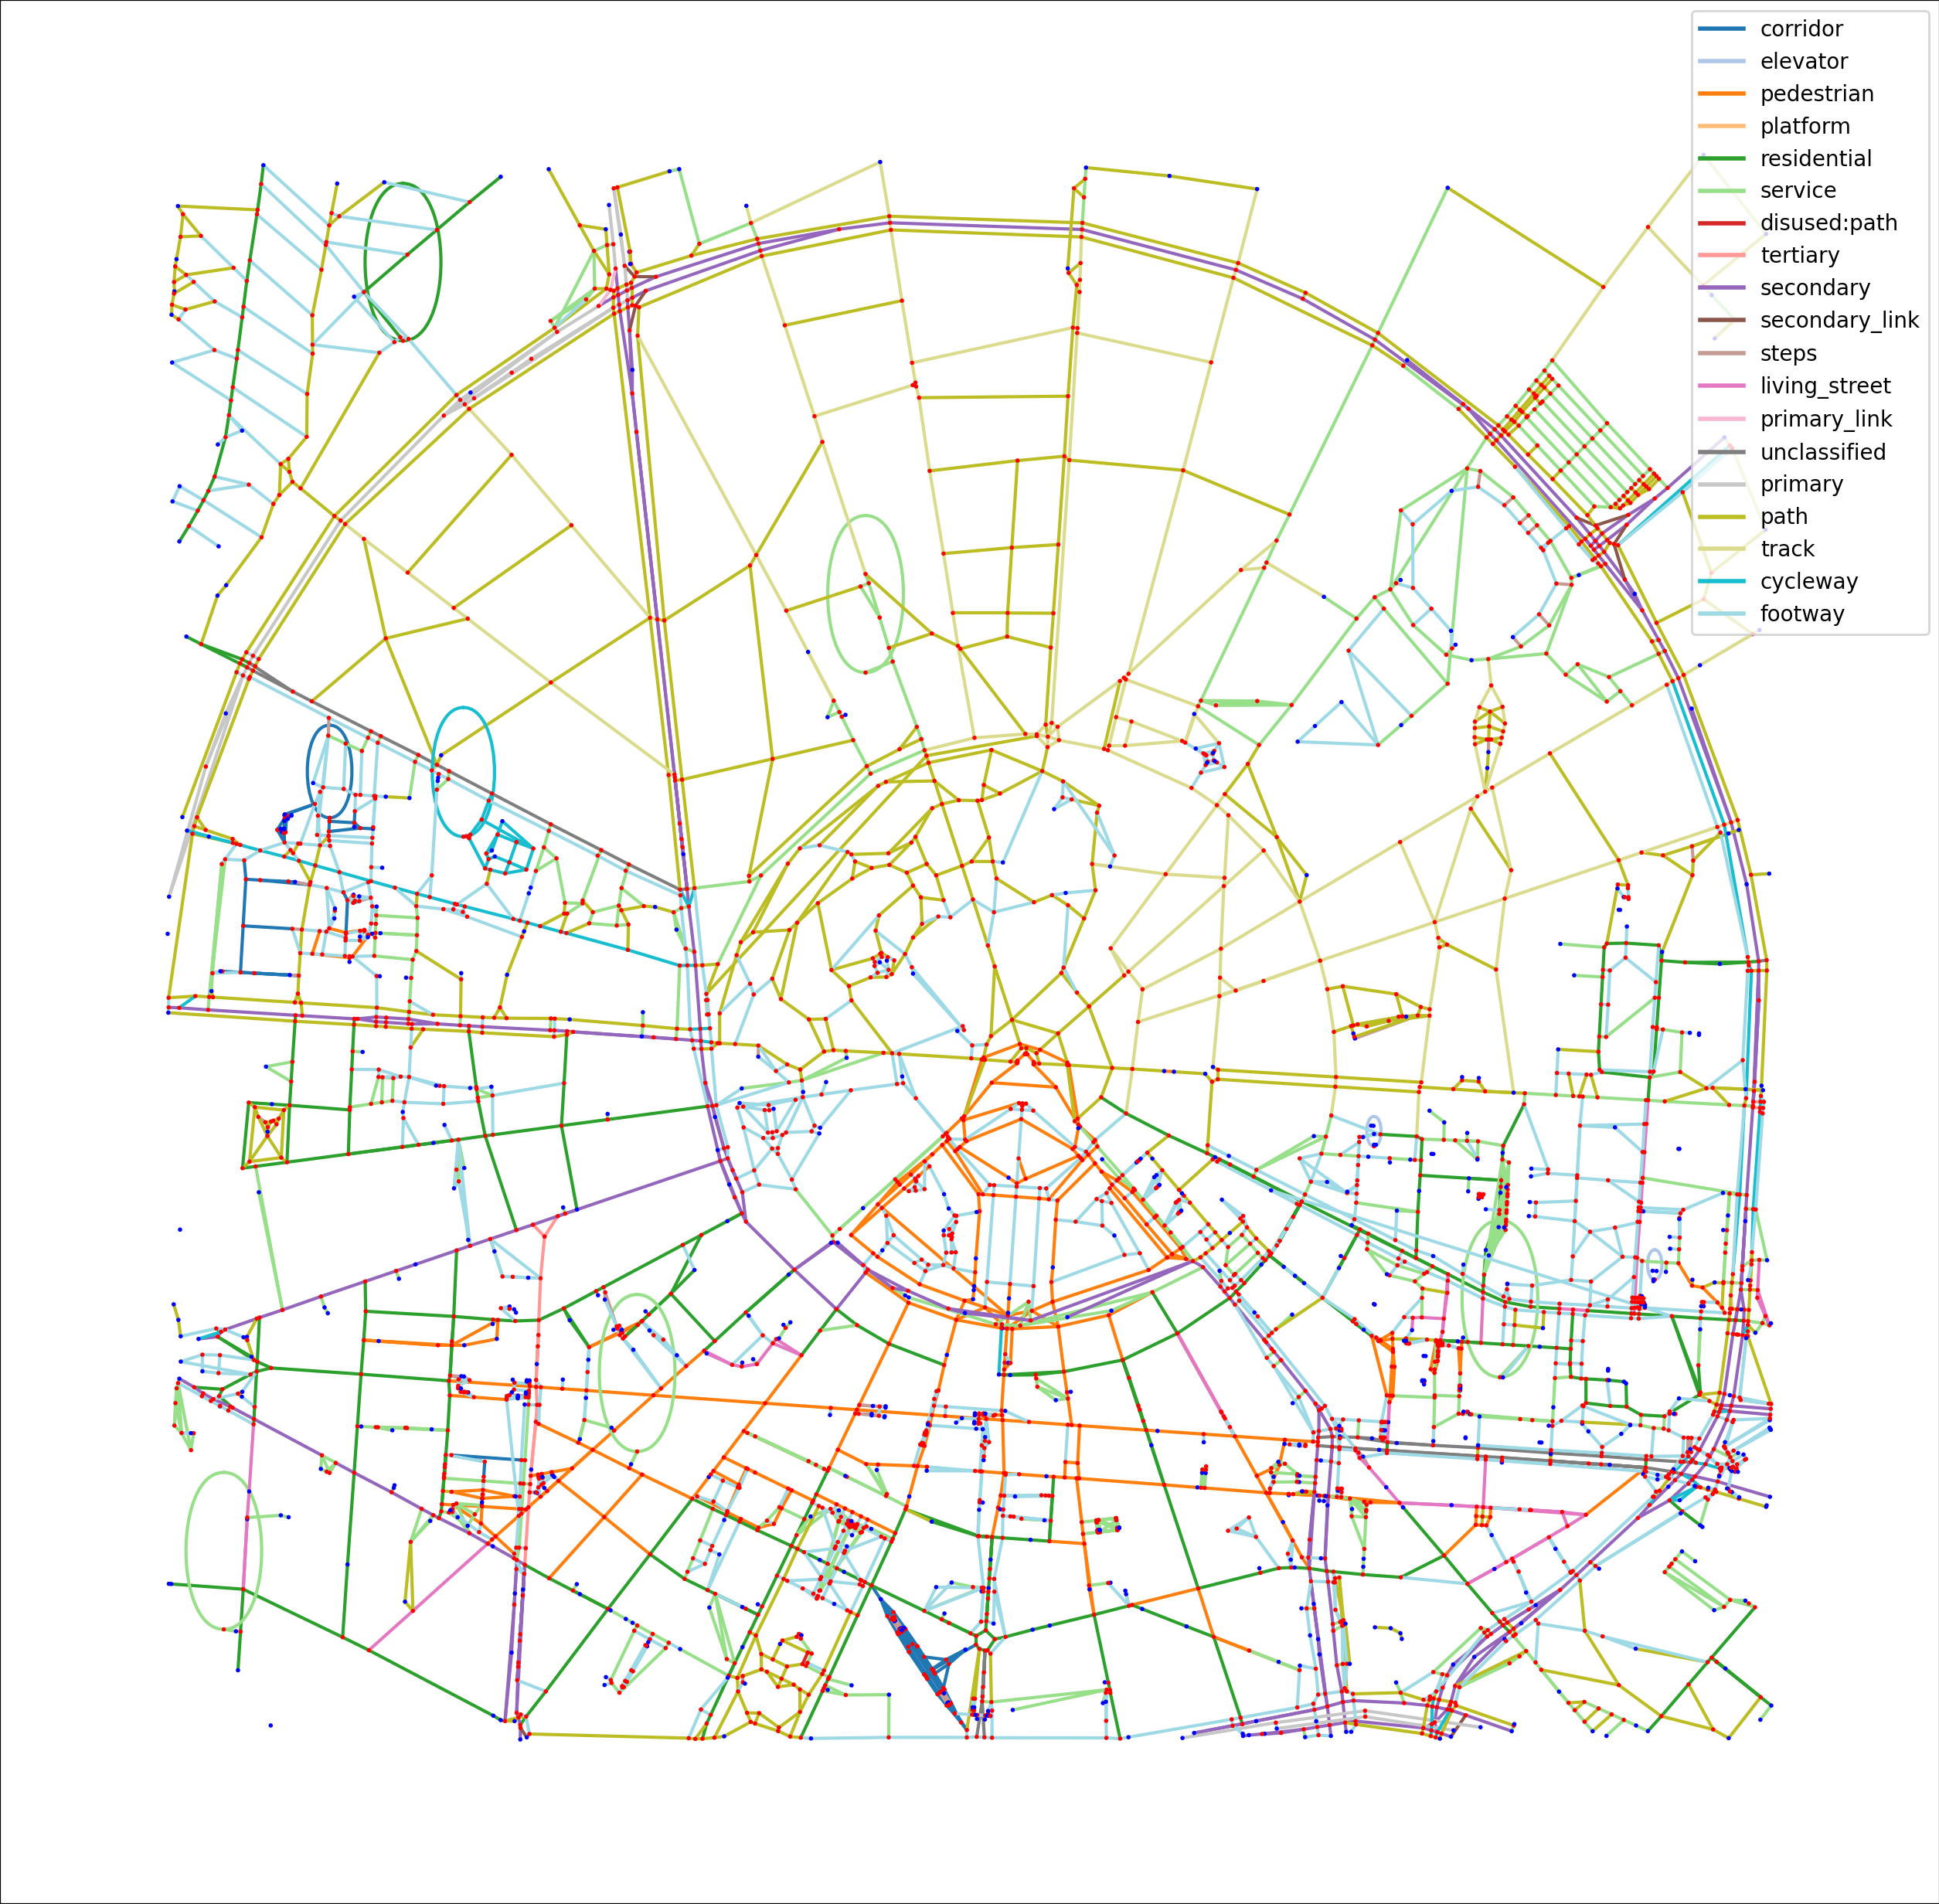 corridor
elevator
pedestrian
platform
residential
service
disused:path
tertiary
secondary
secondary_link
steps
living_street
primary_link
unclassified
primary
path
track
cycleway
footway